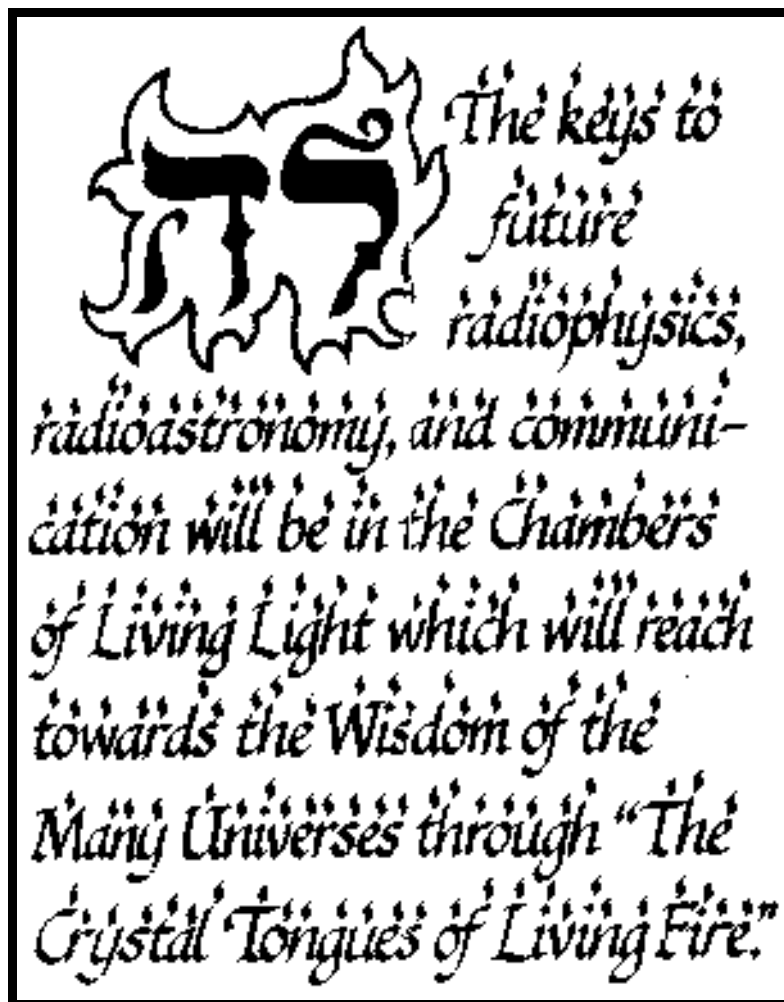 לה
The keys to
future
radiophysics,
radioastronomy, and communi-
cation will be in the Chambers
of Living Light which will reach
towards the Wisdom of the
Many Universes through “The
Crystal Tongues of Living Fire.”